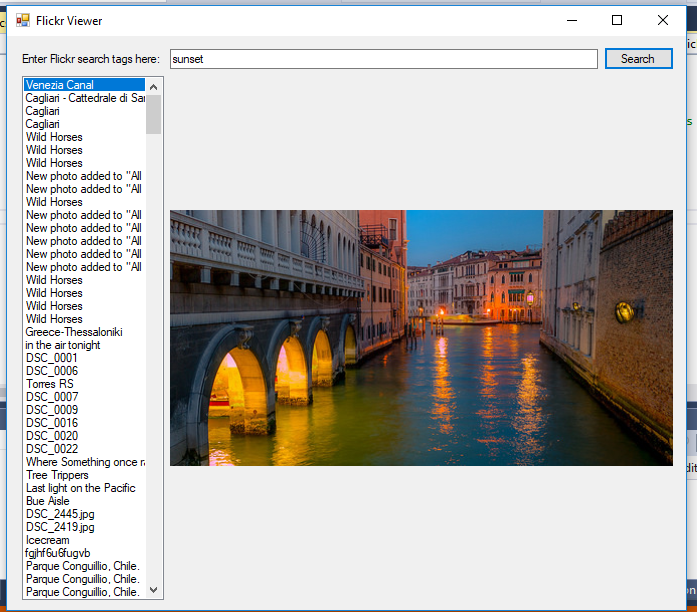 Flickr Viewer
Enter Flickr search tags here:
sunset
Search
Venezia Canal
Cagliari - Cattedrale di Sar
Cagliari
Cagliari
Wild Horses
Wild Horses
Wild Horses
New photo added to "All
New photo added to "All
Wild Horses
New photo added to "All
New photo added to "All
New photo added to "All
New photo added to "All
New photo added to "All
Wild Horses
Wild Horses
Wild Horses
Wild Horses
Greece-Thessaloniki
in the air tonight
DSC_0001
DSC_0006
Torres RS
DSC_0007
DSC_0009
DSC_0016
DSC_0020
DSC_0022
Where Something once ra
Tree Trippers
Last light on the Pacific
Bue Aisle
DSC_2445.jpg
DSC_2419.jpg
Icecream
fgjhf6u6fugvb
Parque Conguillio, Chile.
Parque Conguillio, Chile.
Parque Conguillio, Chile.